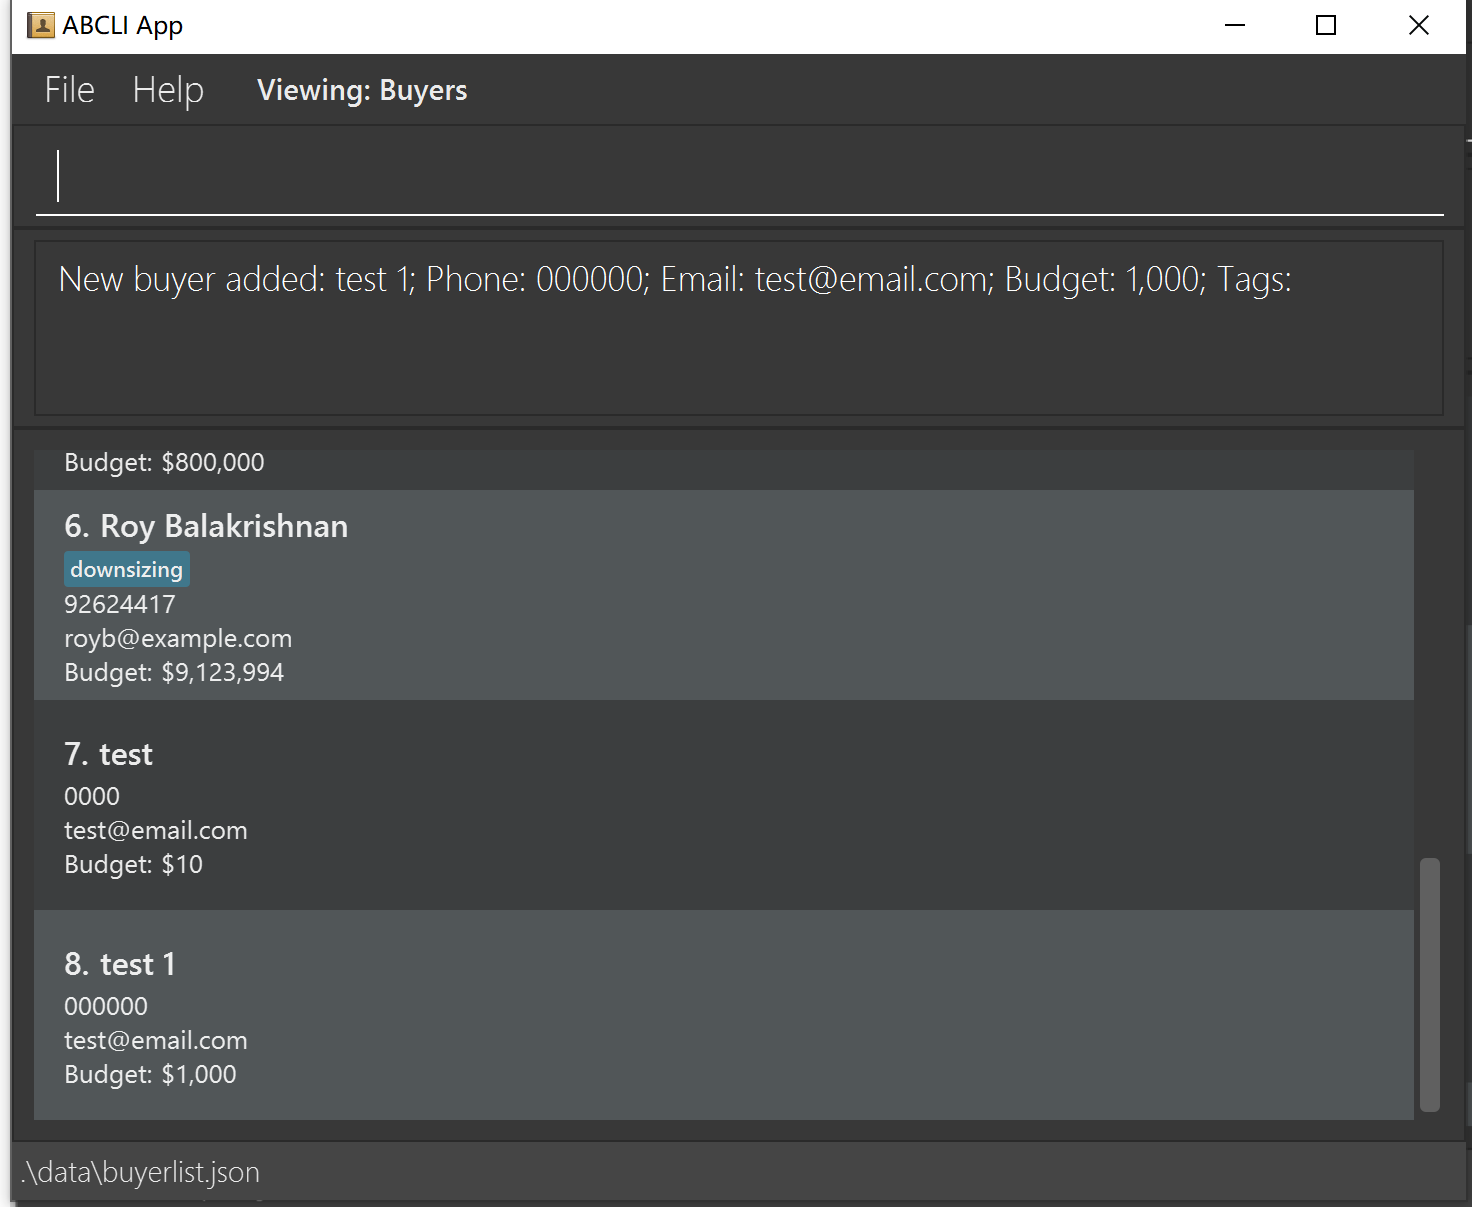 ABCLI App
File Help Viewing: Buyers
New buyer added: test 1; Phone: 000000; Email: test@email.com; Budget: 1,000; Tags:
Budget: $800,000
6. Roy Balakrishnan
downsizing
92624417
royb@example.com
Budget: $9,123,994
7. test
0000
test@email.com
Budget: $10
8. test 1
000000
test@email.com
Budget: $1,000
.\data\buyerlist.json